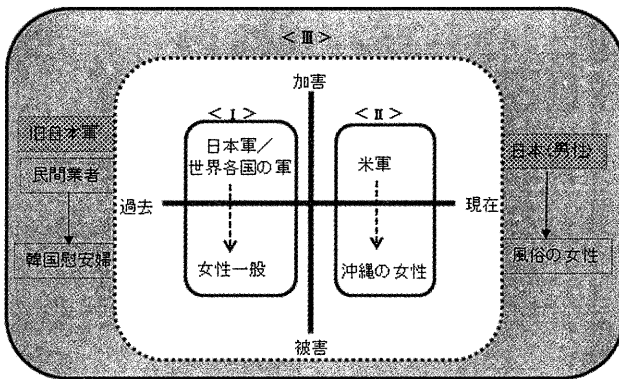 <Ⅲ>
加害
<Ⅰ>
<Ⅱ>
旧日本軍
日本軍／
世界各国の軍
米軍
日本(男性)
民間業者
過去
現在
韓国慰安婦
女性一般
沖縄の女性
風俗の女性
被害